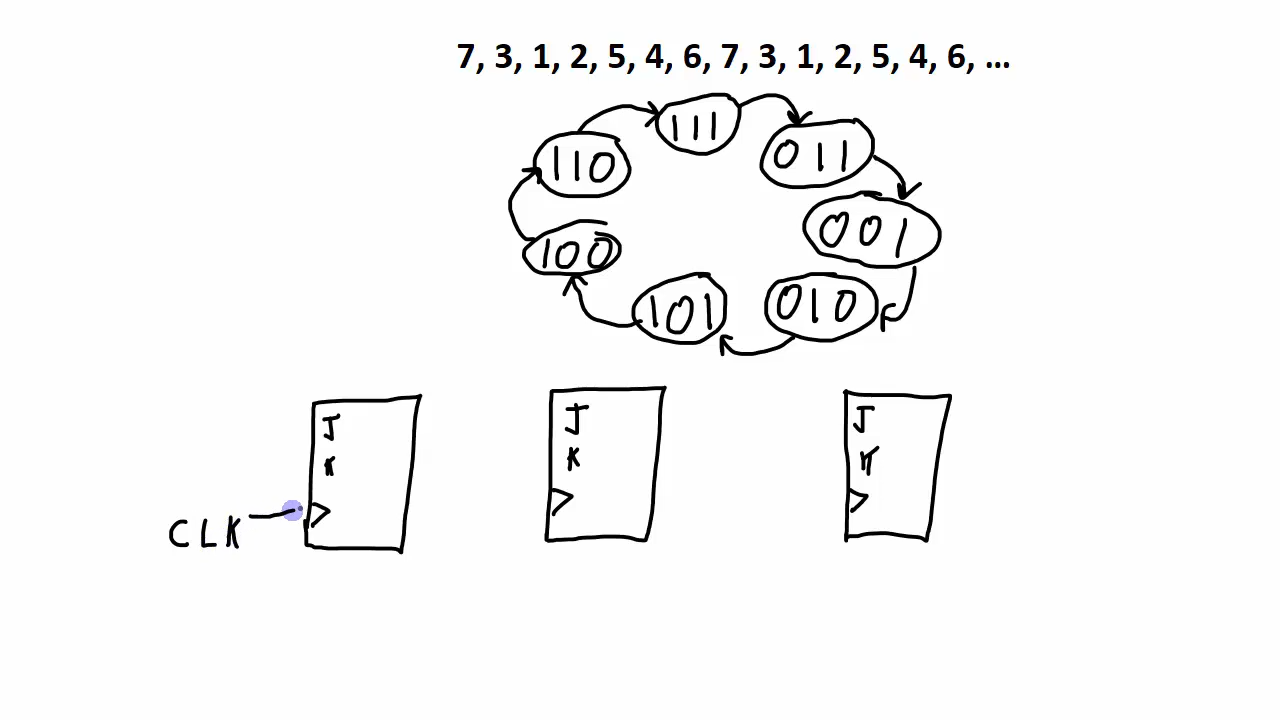 7, 3, 1, 2, 5, 4, 6, 7, 3, 1, 2, 5, 4, 6, ...
111
110
011
001
100
101
010
J
K
J
K
J
K
CLK